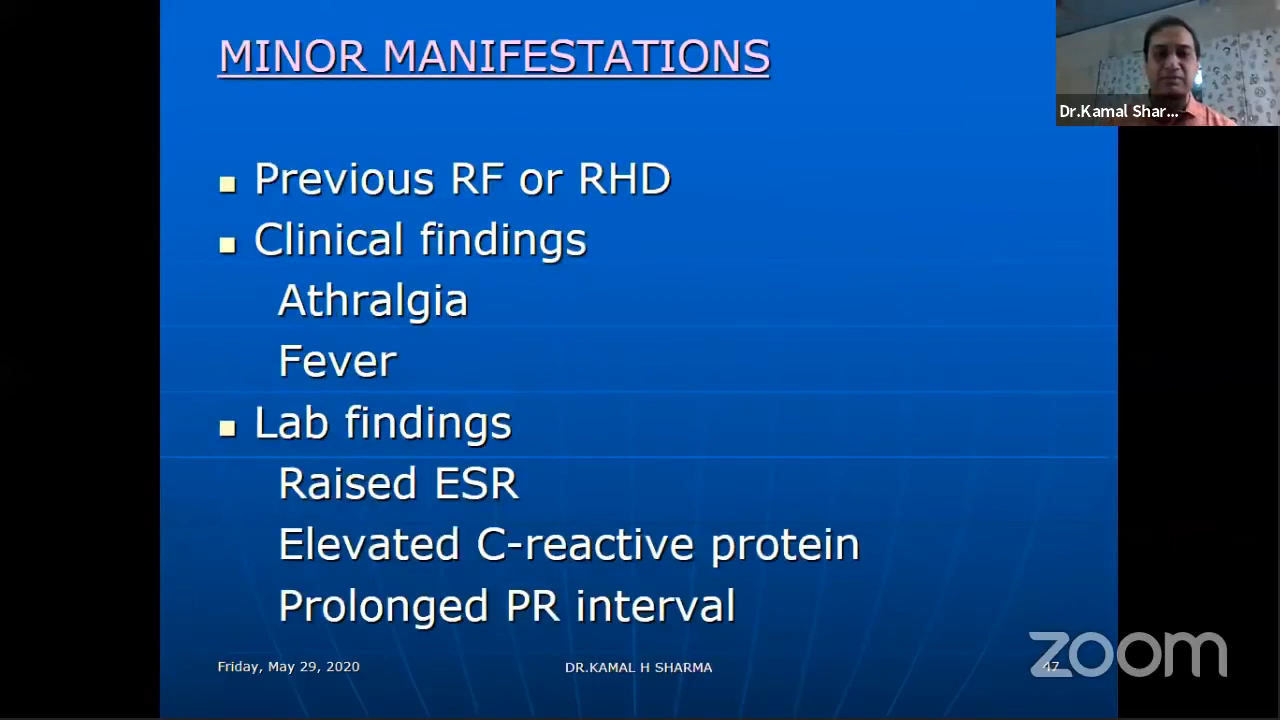 MINOR MANIFESTATIONS
Dr.Kamal Shar...
Previous RF or RHD
Clinical findings
Athralgia
Fever
Lab findings
Raised ESR
Elevated C-reactive protein
Prolonged PR interval
Friday, May 29, 2020
DR.KAMAL H SHARMA
47
zoom